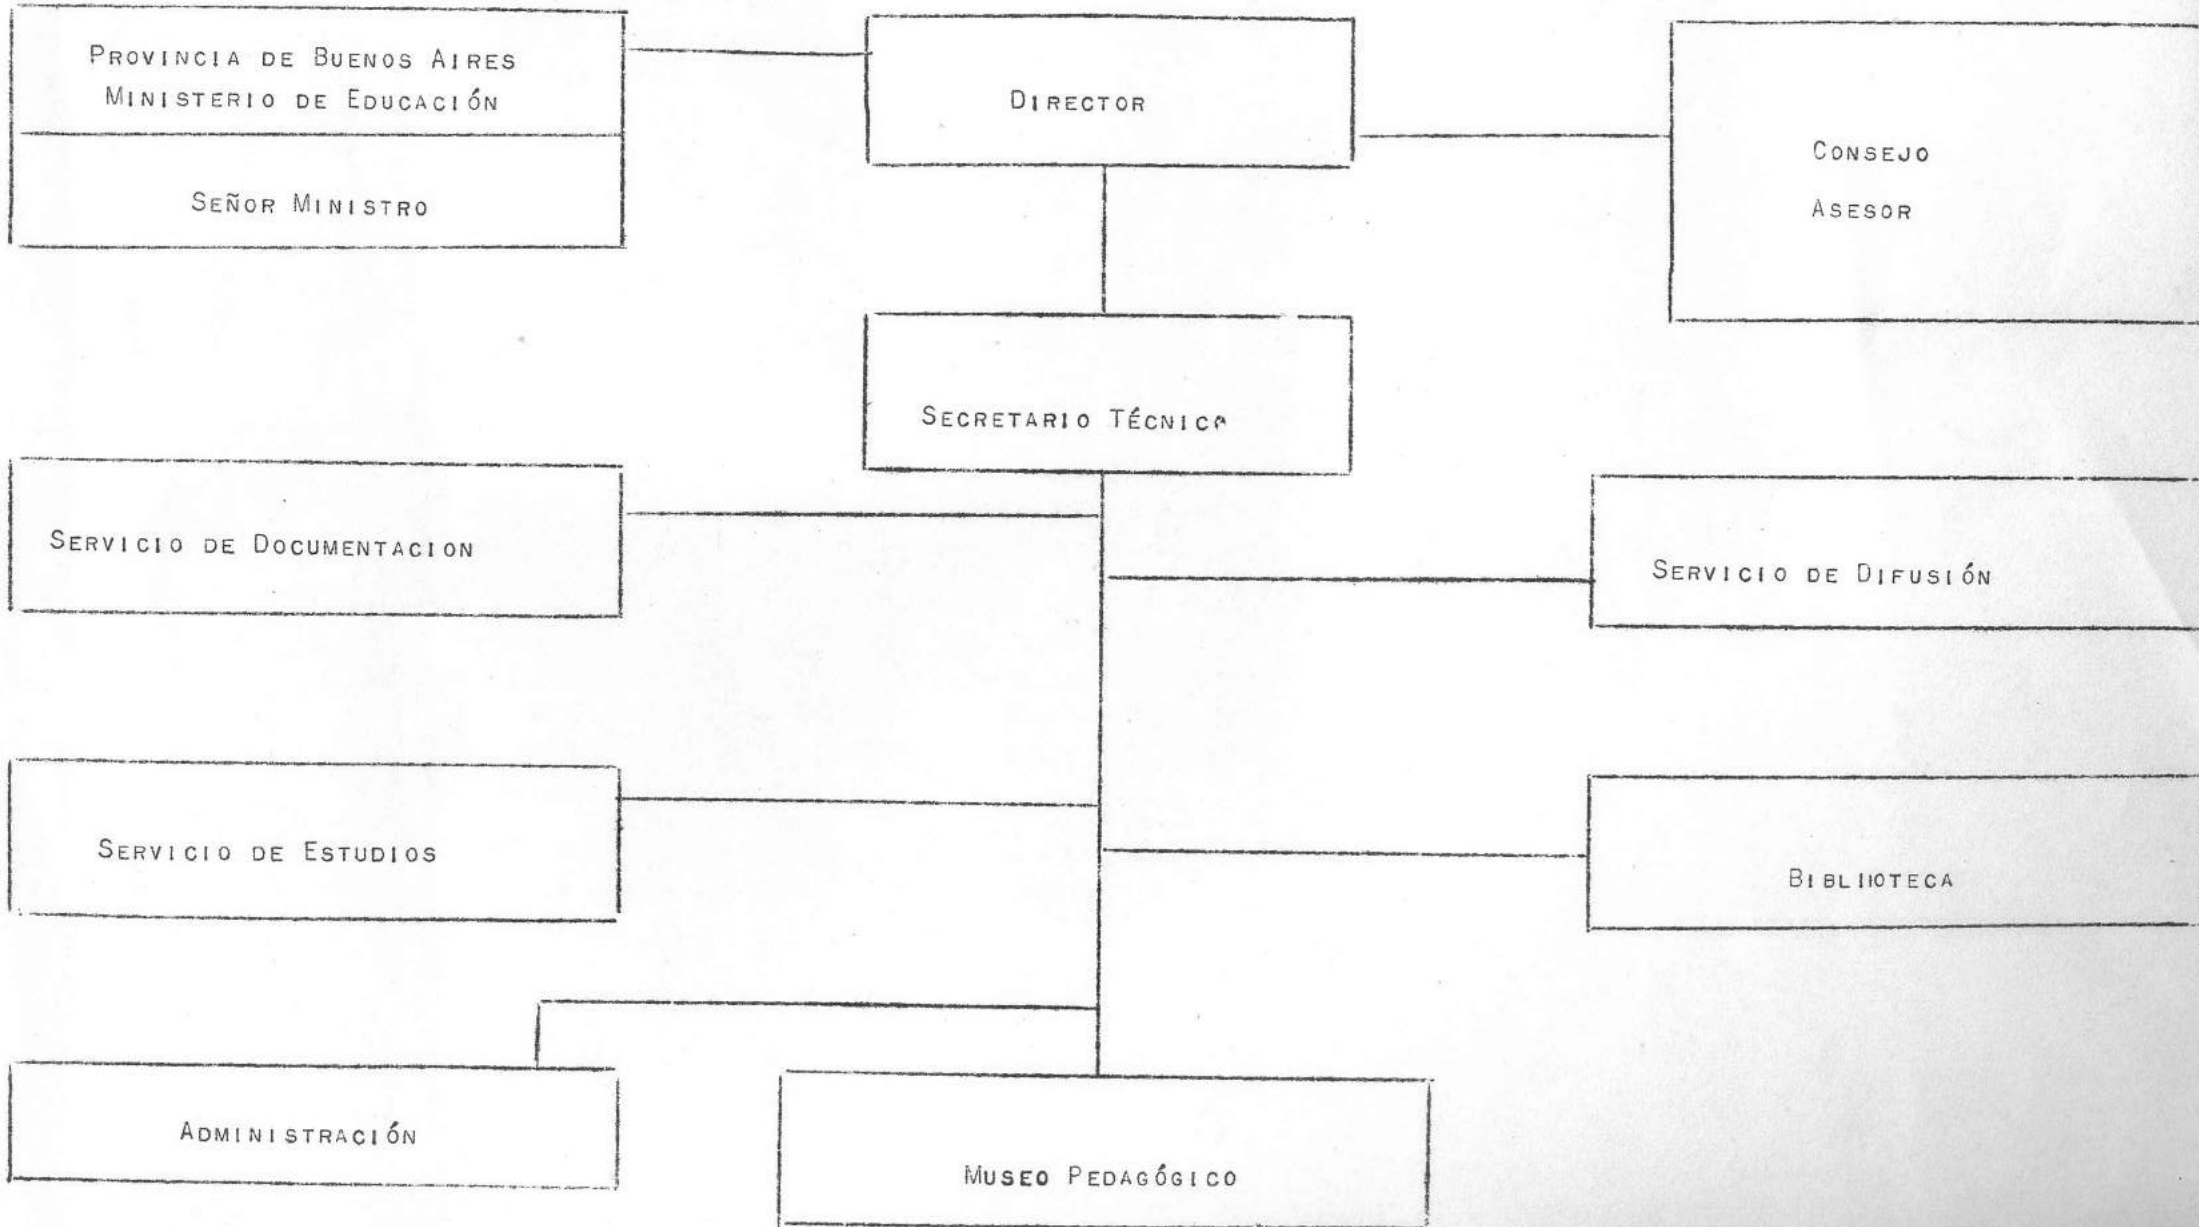 PROVINCIA DE BUENOS AIRES
MINISTERIO DE EDUCACIÓN
SEÑOR MINISTRO
DIRECTOR
CONSEJO
ASESOR
SECRETARIO TÉCNICO
SERVICIO DE DOCUMENTACION
SERVICIO DE DIFUSIÓN
SERVICIO DE ESTUDIOS
BIBLIIOTECA
ADMINISTRACIÓN
MUSEO PEDAGÓGICO